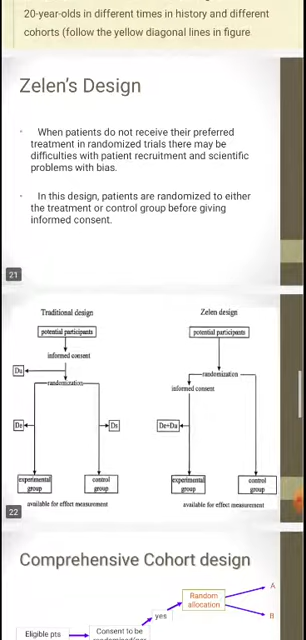 20-year-olds in different times in history and different
cohorts (follow the yellow diagonal lines in figure
Zelen's Design
When patients do not receive their preferred
treatment in randomized trials there may be
difficulties with patient recruitment and scientific
problems with bias.
In this design, patients are randomized to either
the treatment or control group before giving
informed consent.
21
Traditional design
potential participants
informed consent
Da
randomization
De
Ds
experimental
group
control
group
available for effect measurement
Zelen design
potential participants
randomization
informed consent
De+Da
experimental
group
control
group
available for effect measurement
22
Comprehensive Cohort design
Eligible pts
Consent to be
yes
Random
allocation
A
B